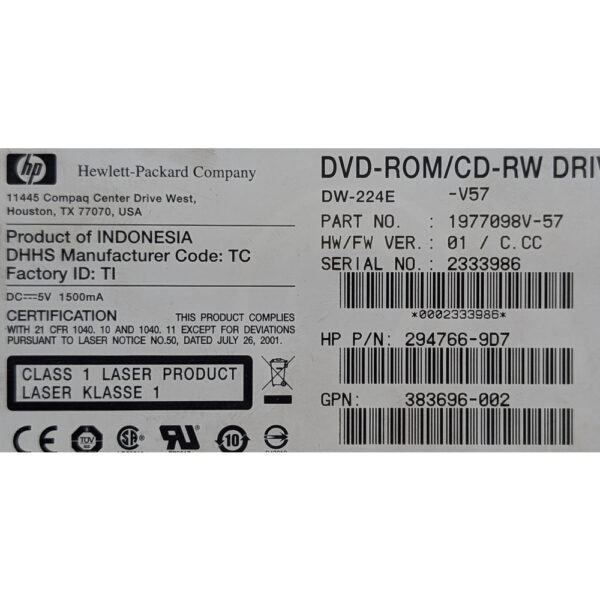 hp Hewlett-Packard Company
11445 Compaq Center Drive West,
Houston, TX 77070, USA
Product of INDONESIA
DHHS Manufacturer Code: TC
Factory ID: TI
DC⎓5V 1500mA
CERTIFICATION THIS PRODUCT COMPLIES
WITH 21 CFR 1040. 10 AND 1040. 11 EXCEPT FOR DEVIATIONS
PURSUANT TO LASER NOTICE NO.50, DATED JULY 26, 2001.
CLASS 1 LASER PRODUCT
LASER KLASSE 1
CE TÜV SA UR 10
DVD-ROM/CD-RW DRIV
DW-224E -V57
PART NO. : 1977098V-57
HW/FW VER. : 01 / C.CC
SERIAL NO. : 2333986
*0002333986*
HP P/N: 294766-9D7
GPN: 383696-002